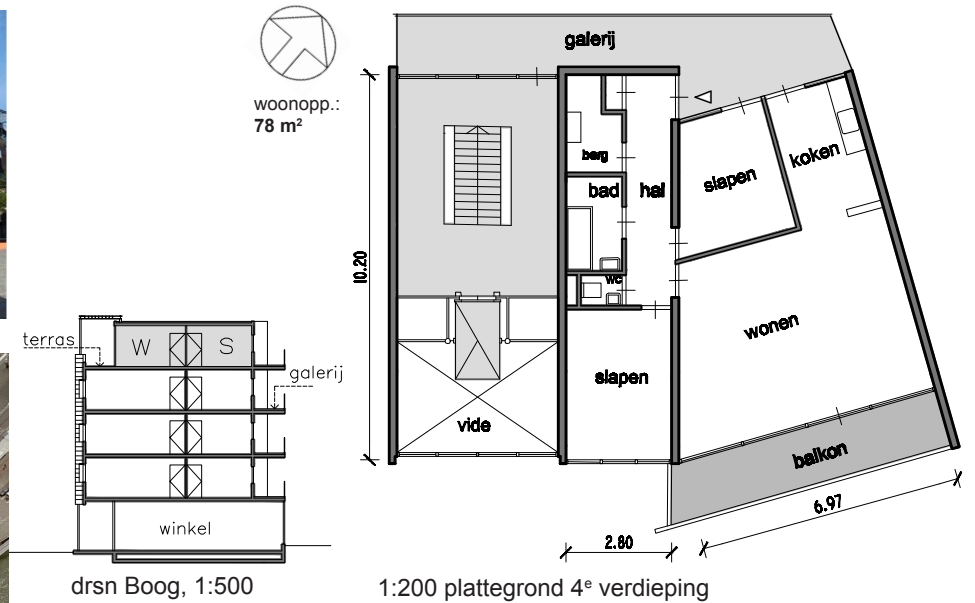 woonopp.:
78 m²
galerij
berg
bad
hal
slapen
koken
wc
wonen
slapen
vide
balkon
10.20
2.80
6.97
terras
W
S
galerij
winkel
drsn Boog, 1:500
1:200 plattegrond 4ᵉ verdieping